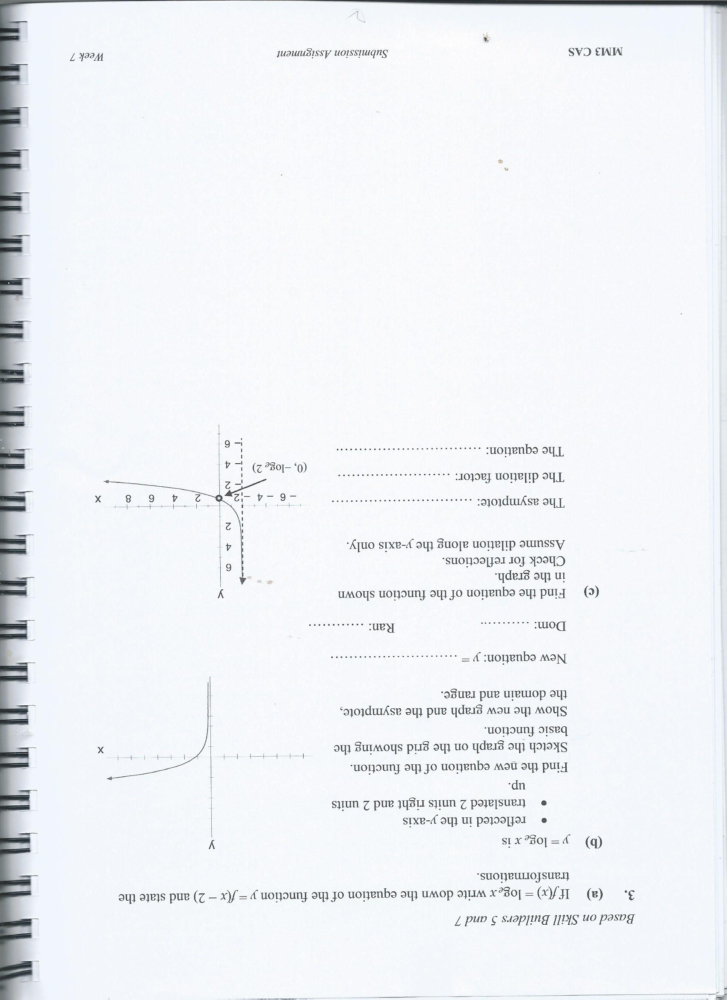 Based on Skill Builders 5 and 7
3. (a) If f(x) = logₑ x write down the equation of the function y = f(x – 2) and state the
transformations.
(b) y = logₑ x is
• reflected in the y-axis
• translated 2 units right and 2 units
up.
Find the new equation of the function.
Sketch the graph on the grid showing the
basic function.
Show the new graph and the asymptote,
the domain and range.
y
x
New equation: y = ............................
Dom: ........... Ran: .............
(c) Find the equation of the function shown
in the graph.
Check for reflections.
Assume dilation along the y-axis only.
The asymptote: ...............................
The dilation factor: .........................
The equation: ................................
y
6
4
2
– 6 – 4 – 2 2 4 6 8 x
– 2
– 4
– 6
(0, –logₑ 2)
MM3 CAS Submission Assignment Week 7
2